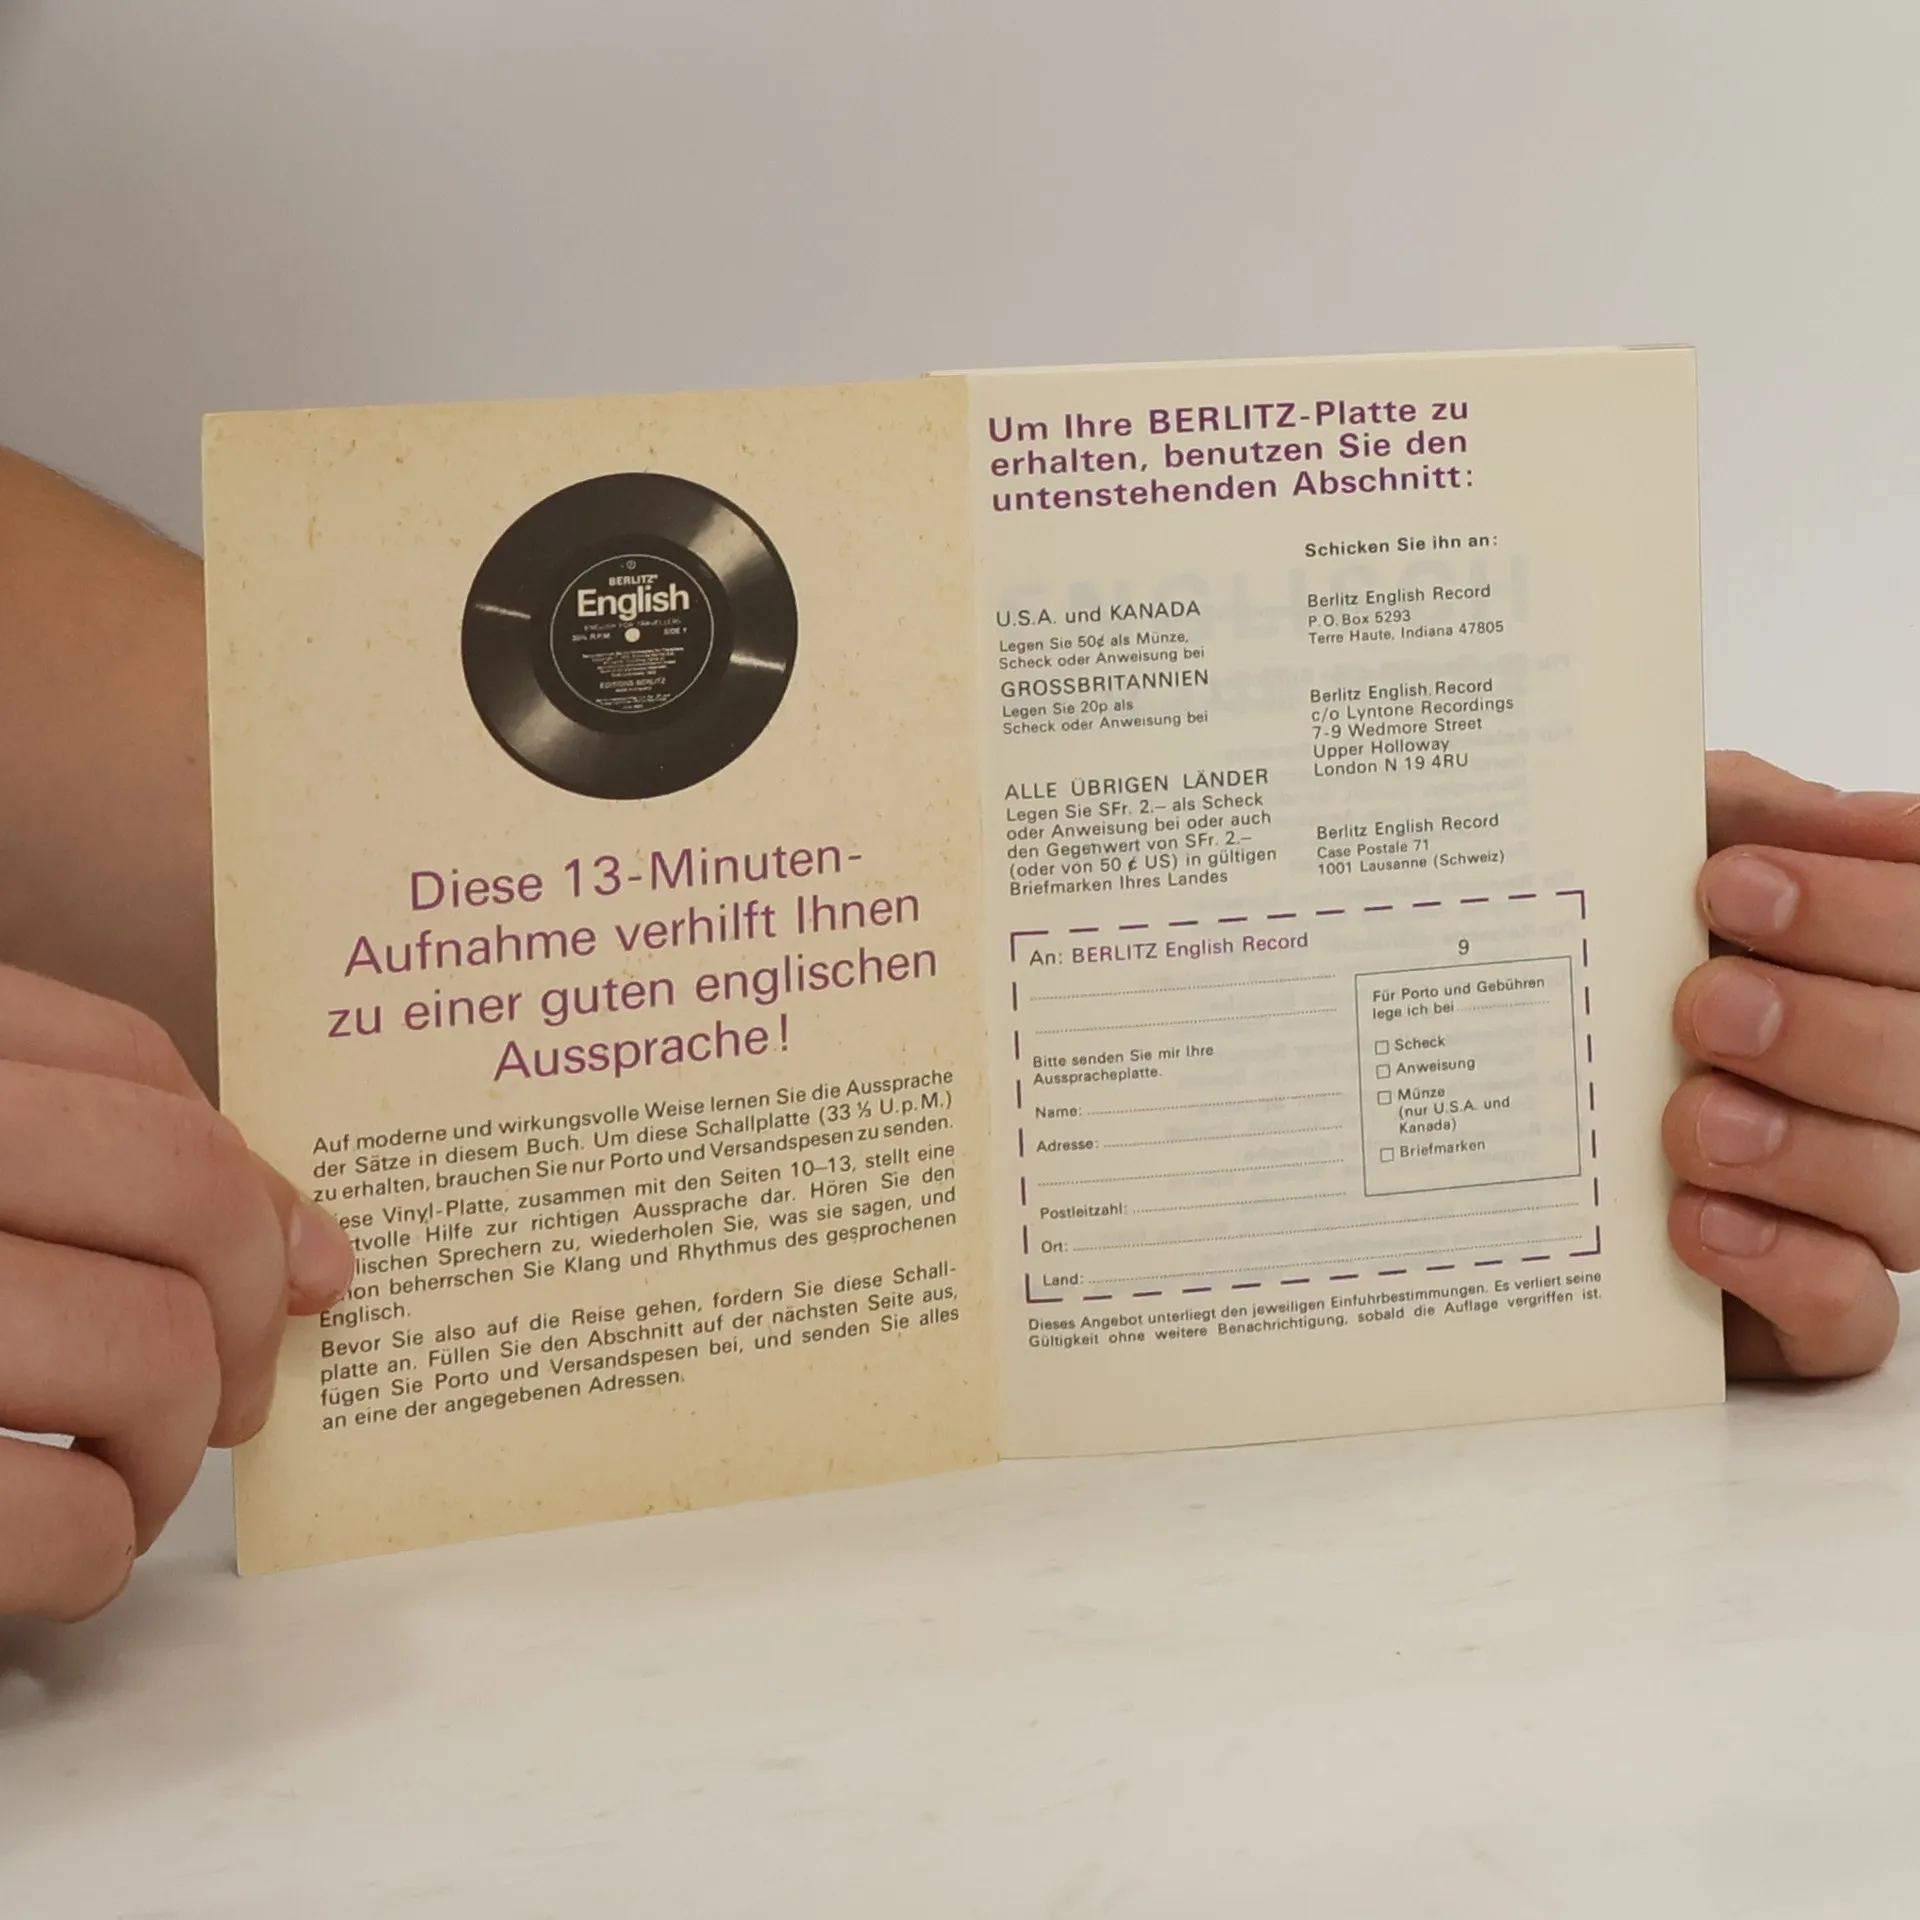 BERLITZ
English
ENGLISH FOR TRAVELLERS
33⅓ RPM SIDE 1
EDITIONS BERLITZ
Diese 13-Minuten-
Aufnahme verhilft Ihnen
zu einer guten englischen
Aussprache!
Auf moderne und wirkungsvolle Weise lernen Sie die Aussprache
der Sätze in diesem Buch. Um diese Schallplatte (33 ⅓ U.p.M.)
zu erhalten, brauchen Sie nur Porto und Versandspesen zu senden.
Vinyl-Platte, zusammen mit den Seiten 10–13, stellt eine
Hilfe zur richtigen Aussprache dar. Hören Sie den
Sprechern zu, wiederholen Sie, was sie sagen, und
beherrschen Sie Klang und Rhythmus des gesprochenen
Englisch.
Bevor Sie also auf die Reise gehen, fordern Sie diese Schall-
platte an. Füllen Sie den Abschnitt auf der nächsten Seite aus,
fügen Sie Porto und Versandspesen bei, und senden Sie alles
an eine der angegebenen Adressen.
Um Ihre BERLITZ-Platte zu
erhalten, benutzen Sie den
untenstehenden Abschnitt:
Schicken Sie ihn an:
U.S.A. und KANADA
Legen Sie 50¢ als Münze,
Scheck oder Anweisung bei
Berlitz English Record
P.O. Box 5293
Terre Haute, Indiana 47805
GROSSBRITANNIEN
Legen Sie 20p als
Scheck oder Anweisung bei
Berlitz English Record
c/o Lyntone Recordings
7-9 Wedmore Street
Upper Holloway
London N 19 4RU
ALLE ÜBRIGEN LÄNDER
Legen Sie SFr. 2.– als Scheck
oder Anweisung bei oder auch
den Gegenwert von SFr. 2.–
(oder von 50 ¢ US) in gültigen
Briefmarken Ihres Landes
Berlitz English Record
Case Postale 71
1001 Lausanne (Schweiz)
An: BERLITZ English Record
9
Bitte senden Sie mir Ihre
Ausspracheplatte.
Name:
Adresse:
Postleitzahl:
Ort:
Land:
Für Porto und Gebühren
lege ich bei
Scheck
Anweisung
Münze
(nur U.S.A. und
Kanada)
Briefmarken
Dieses Angebot unterliegt den jeweiligen Einfuhrbestimmungen. Es verliert seine
Gültigkeit ohne weitere Benachrichtigung, sobald die Auflage vergriffen ist.